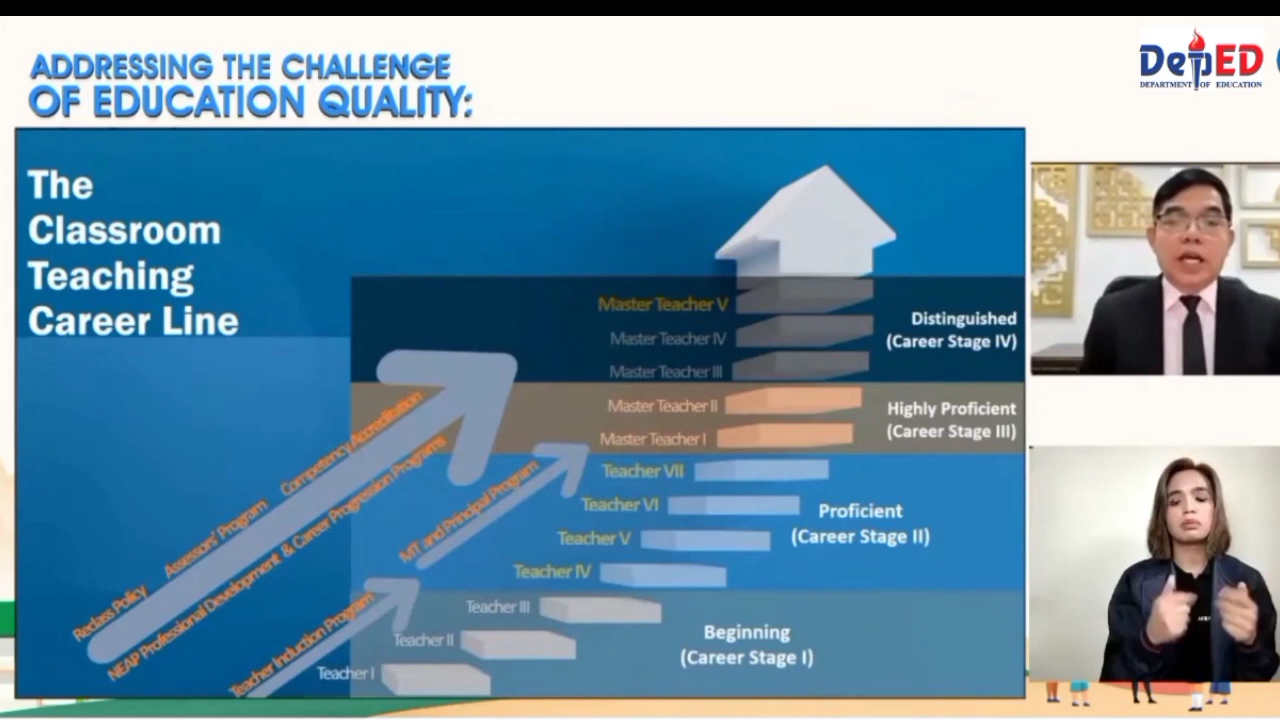 ADDRESSING THE CHALLENGE
OF EDUCATION QUALITY:
DepED
DEPARTMENT OF EDUCATION
The
Classroom
Teaching
Career Line
Master Teacher V
Master Teacher IV
Master Teacher III
Distinguished
(Career Stage IV)
Master Teacher II
Master Teacher I
Highly Proficient
(Career Stage III)
Teacher VII
Teacher VI
Teacher V
Teacher IV
Proficient
(Career Stage II)
Teacher III
Teacher II
Teacher I
Beginning
(Career Stage I)
Reclass Policy Assessors' Program Competency Accreditation
NEAP Professional Development & Career Progression Programs
MT and Principal Program
Teacher Induction Program